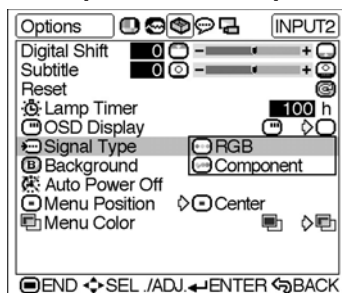 Options INPUT2
Digital Shift 0 - +
Subtitle 0 - +
Reset
Lamp Timer 100 h
OSD Display
Signal Type RGB
B Background Component
Auto Power Off
Menu Position Center
Menu Color
END SEL ./ADJ. ENTER BACK